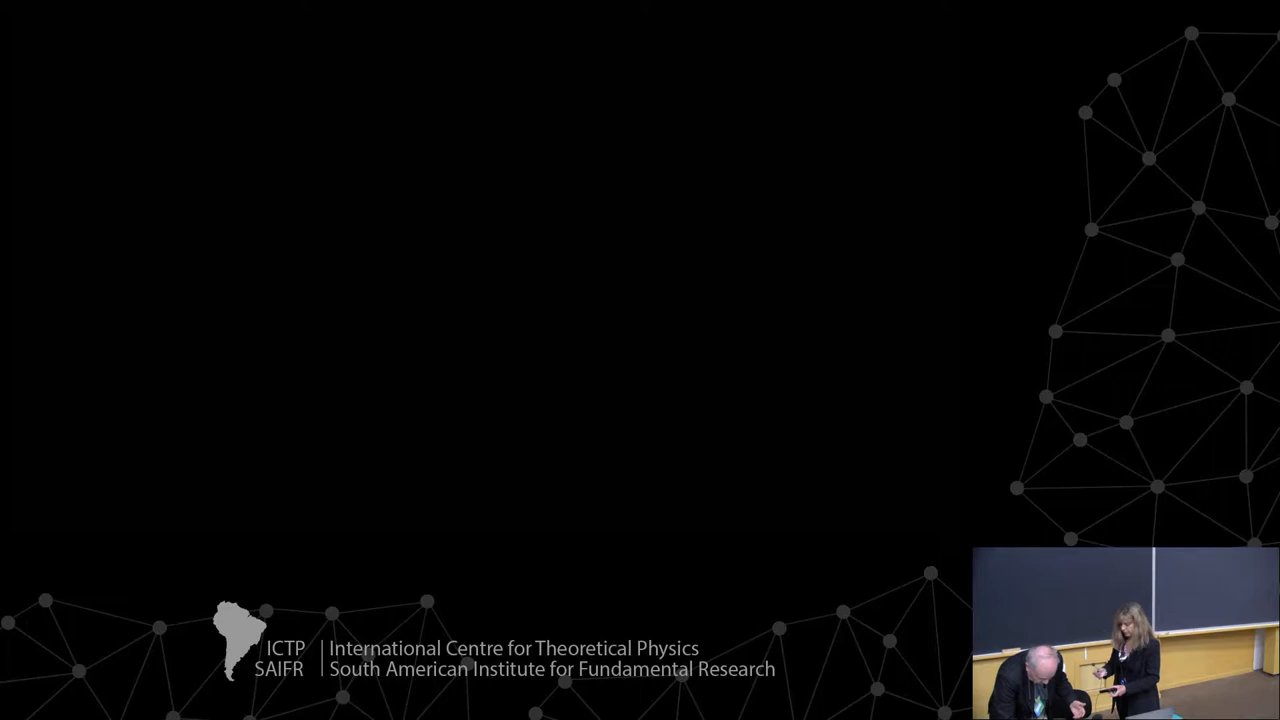 ICTP
SAIFR
International Centre for Theoretical Physics
South American Institute for Fundamental Research